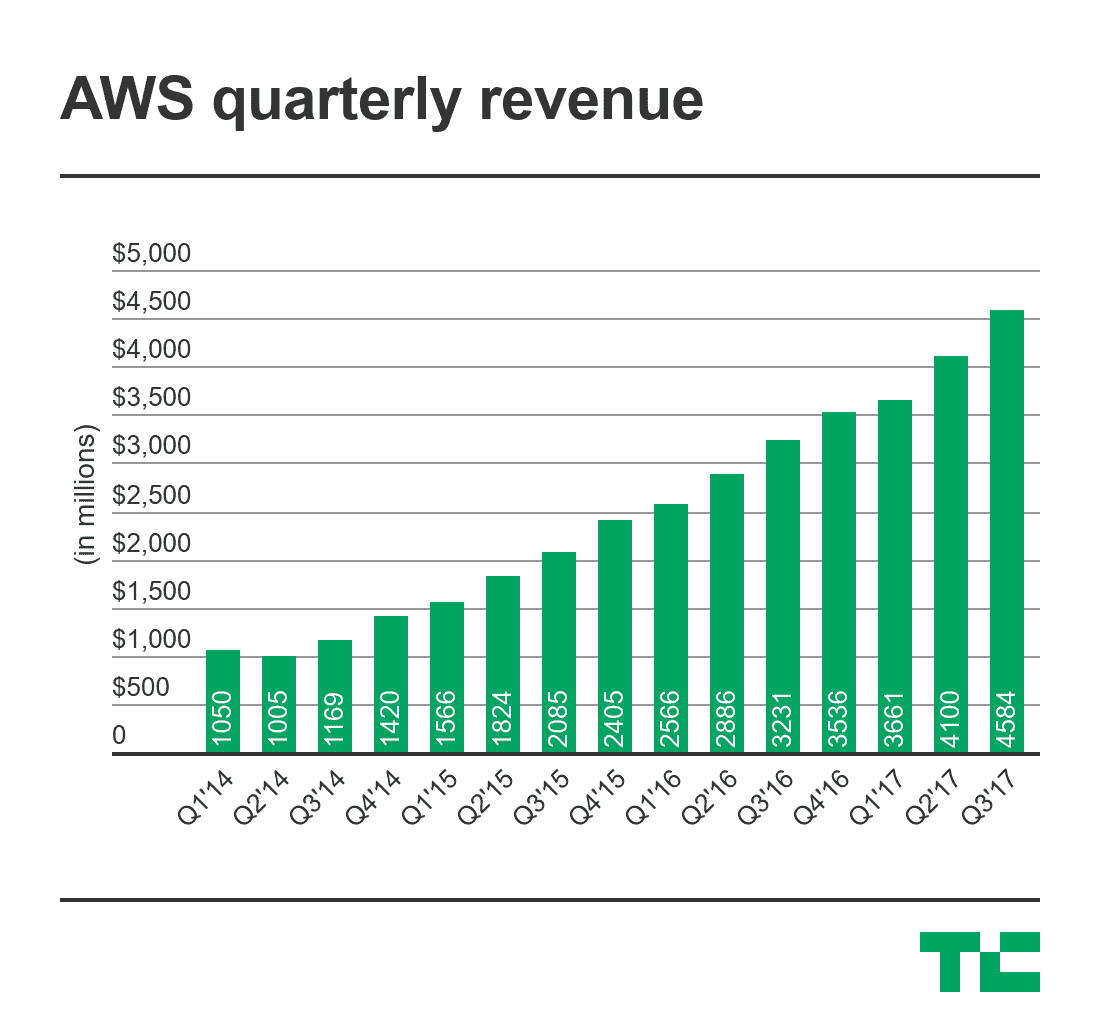 AWS quarterly revenue
(in millions)
$5,000
$4,500
$4,000
$3,500
$3,000
$2,500
$2,000
$1,500
$1,000
$500
0
1050 1005 1169 1420 1566 1824 2085 2405 2566 2886 3231 3536 3661 4100 4584
Q1'14 Q2'14 Q3'14 Q4'14 Q1'15 Q2'15 Q3'15 Q4'15 Q1'16 Q2'16 Q3'16 Q4'16 Q1'17 Q2'17 Q3'17
TC